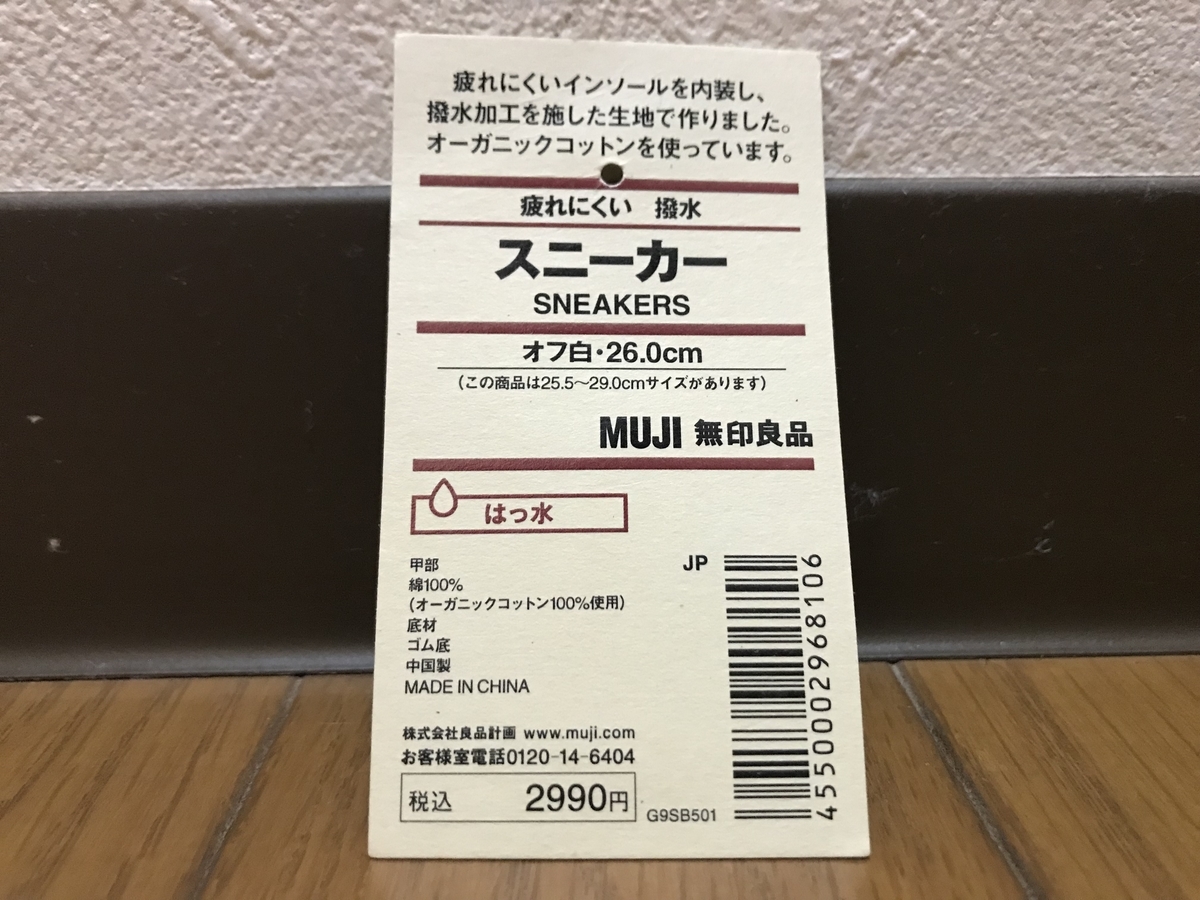 疲れにくいインソールを内装し、
撥水加工を施した生地で作りました。
オーガニックコットンを使っています。
疲れにくい　撥水
スニーカー
SNEAKERS
オフ白・26.0cm
（この商品は25.5〜29.0cmサイズがあります）
MUJI 無印良品
はっ水
甲部
綿100%
（オーガニックコットン100%使用）
底材
ゴム底
中国製
MADE IN CHINA
株式会社良品計画 www.muji.com
お客様室電話0120-14-6404
税込 2990円
G9SB501
JP
4550002968106